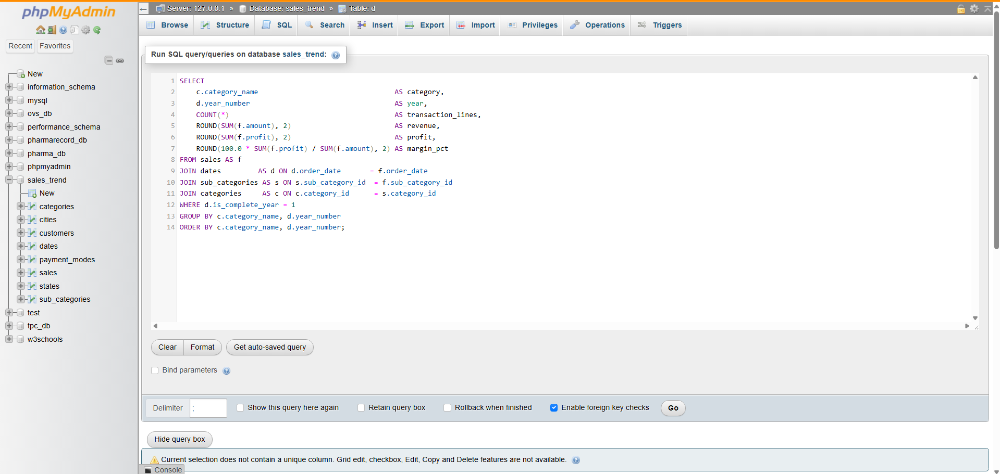 phpMyAdmin
Recent Favorites
New
information_schema
mysql
ovs_db
performance_schema
pharmarecord_db
pharma_db
phpmyadmin
sales_trend
New
categories
cities
customers
dates
payment_modes
sales
states
sub_categories
test
tpc_db
w3schools
Server: 127.0.0.1 » Database: sales_trend » Table: d
Browse Structure SQL Search Insert Export Import Privileges Operations Triggers
Run SQL query/queries on database sales_trend:
1 SELECT
2 c.category_name AS category,
3 d.year_number AS year,
4 COUNT(*) AS transaction_lines,
5 ROUND(SUM(f.amount), 2) AS revenue,
6 ROUND(SUM(f.profit), 2) AS profit,
7 ROUND(100.0 * SUM(f.profit) / SUM(f.amount), 2) AS margin_pct
8 FROM sales AS f
9 JOIN dates AS d ON d.order_date = f.order_date
10 JOIN sub_categories AS s ON s.sub_category_id = f.sub_category_id
11 JOIN categories AS c ON c.category_id = s.category_id
12 WHERE d.is_complete_year = 1
13 GROUP BY c.category_name, d.year_number
14 ORDER BY c.category_name, d.year_number;
Clear Format Get auto-saved query
Bind parameters
Delimiter ; Show this query here again Retain query box Rollback when finished Enable foreign key checks Go
Hide query box
Current selection does not contain a unique column. Grid edit, checkbox, Edit, Copy and Delete features are not available.
Console